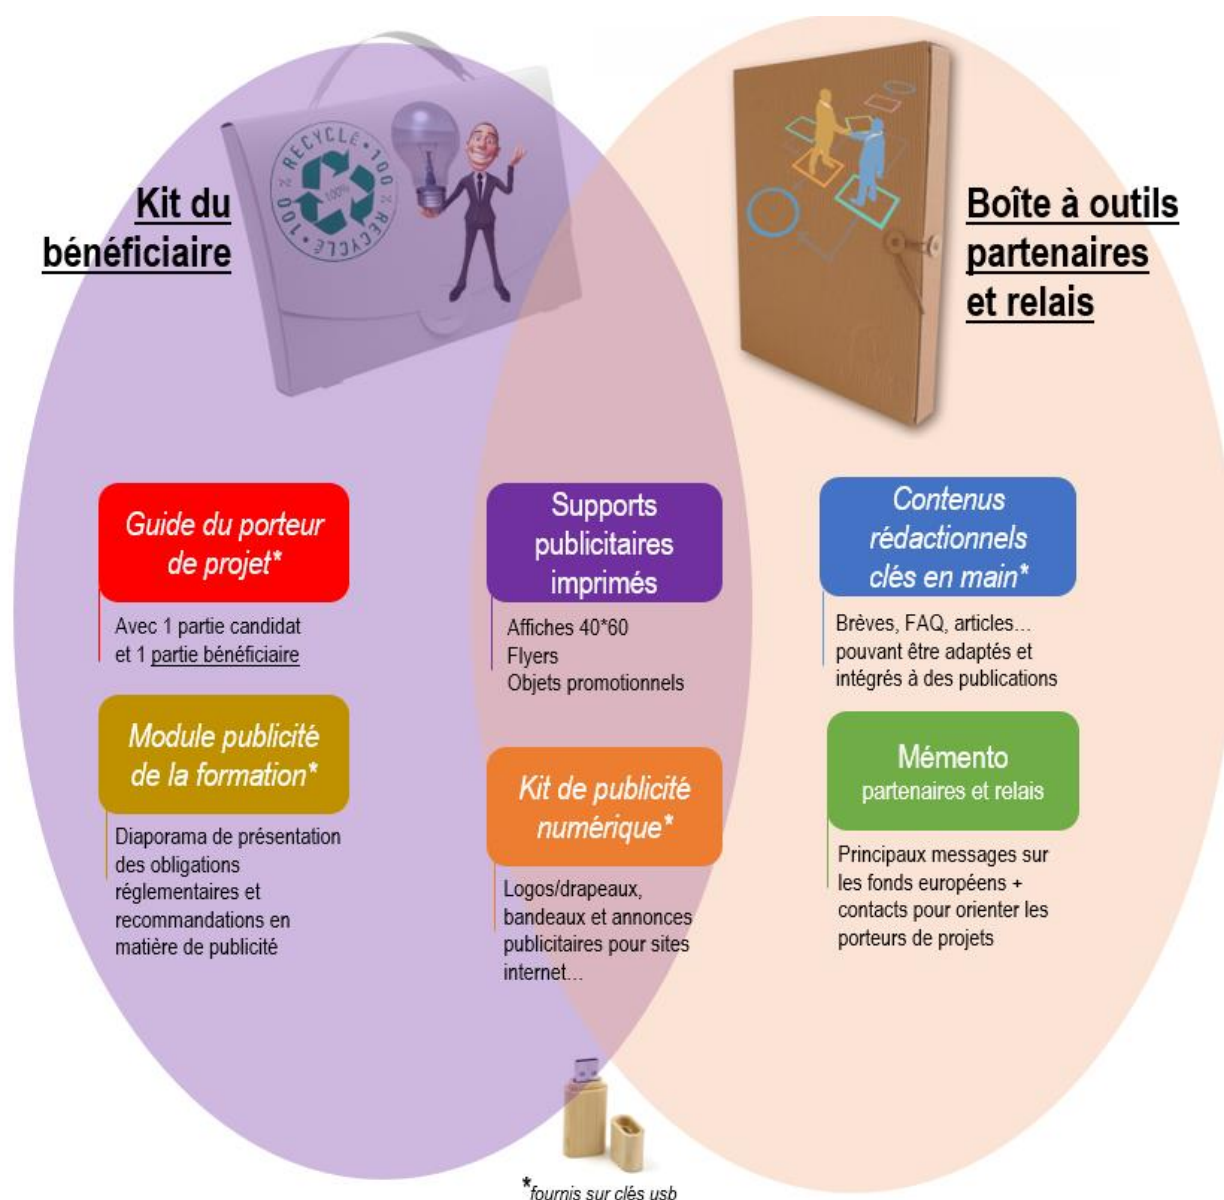 Kit du
bénéficiaire
100 % RECYCLÉ • 100 % RECYCLÉ •
100%
Boîte à outils
partenaires
et relais
Guide du porteur
de projet*
Avec 1 partie candidat
et 1 partie bénéficiaire
Module publicité
de la formation*
Diaporama de présentation
des obligations
réglementaires et
recommandations en
matière de publicité
Supports
publicitaires
imprimés
Affiches 40*60
Flyers
Objets promotionnels
Kit de publicité
numérique*
Logos/drapeaux,
bandeaux et annonces
publicitaires pour sites
internet…
Contenus
rédactionnels
clés en main*
Brèves, FAQ, articles…
pouvant être adaptés et
intégrés à des publications
Mémento
partenaires et relais
Principaux messages sur
les fonds européens +
contacts pour orienter les
porteurs de projets
*fournis sur clés usb